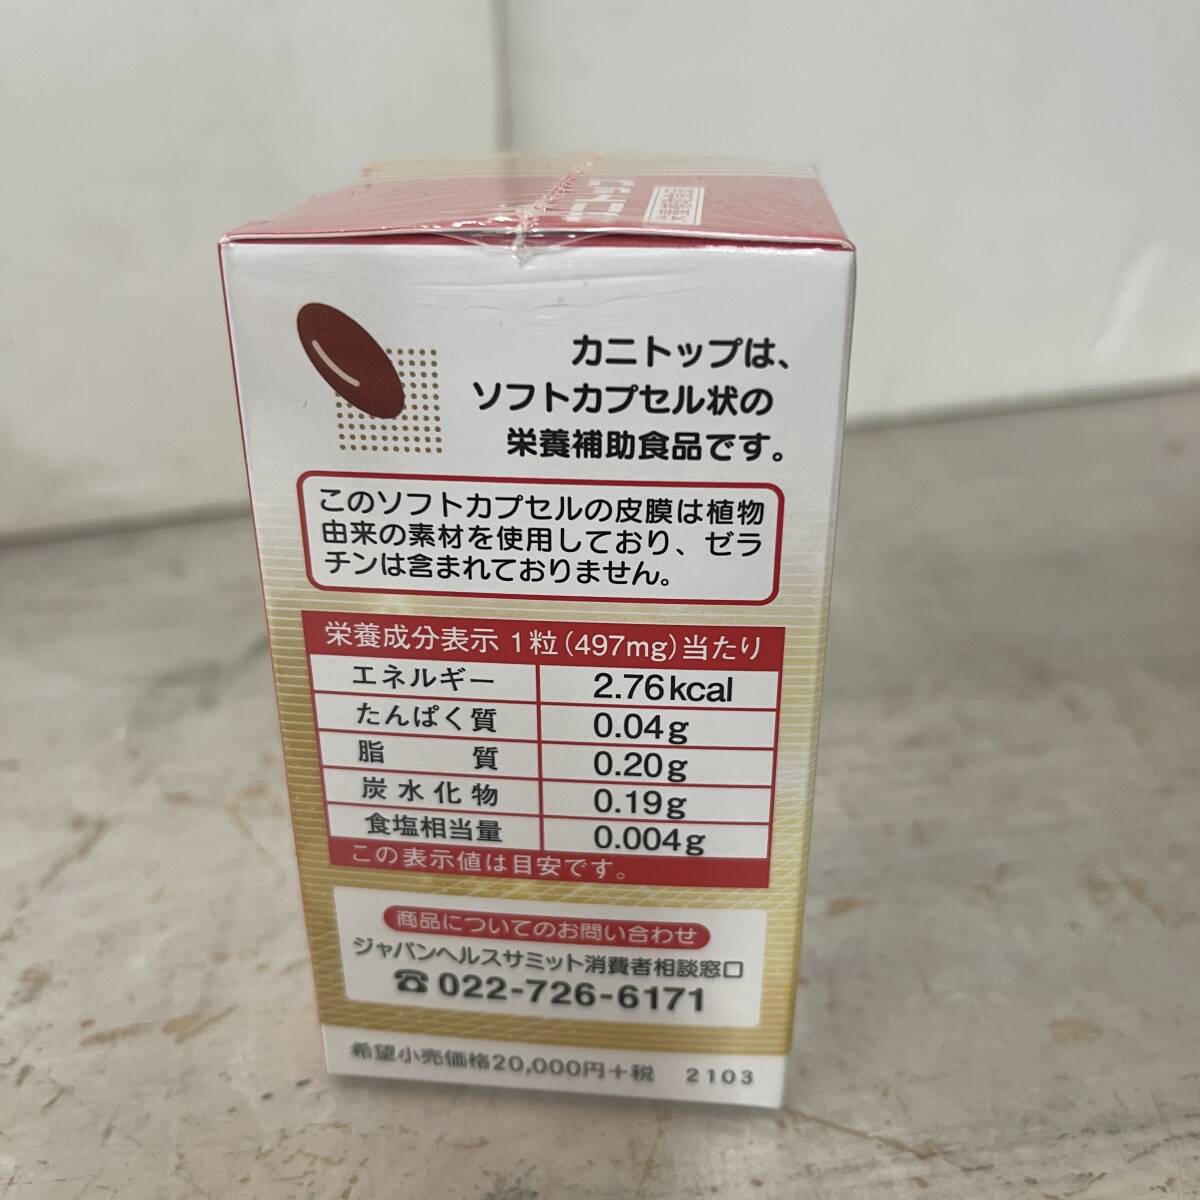 カニトップは、
ソフトカプセル状の
栄養補助食品です。
このソフトカプセルの皮膜は植物
由来の素材を使用しており、ゼラ
チンは含まれておりません。
栄養成分表示 1粒(497mg)当たり
エネルギー 2.76kcal
たんぱく質 0.04g
脂質 0.20g
炭水化物 0.19g
食塩相当量 0.004g
この表示値は目安です。
商品についてのお問い合わせ
ジャパンヘルスサミット消費者相談窓口
☎022-726-6171
希望小売価格20,000円+税 2103